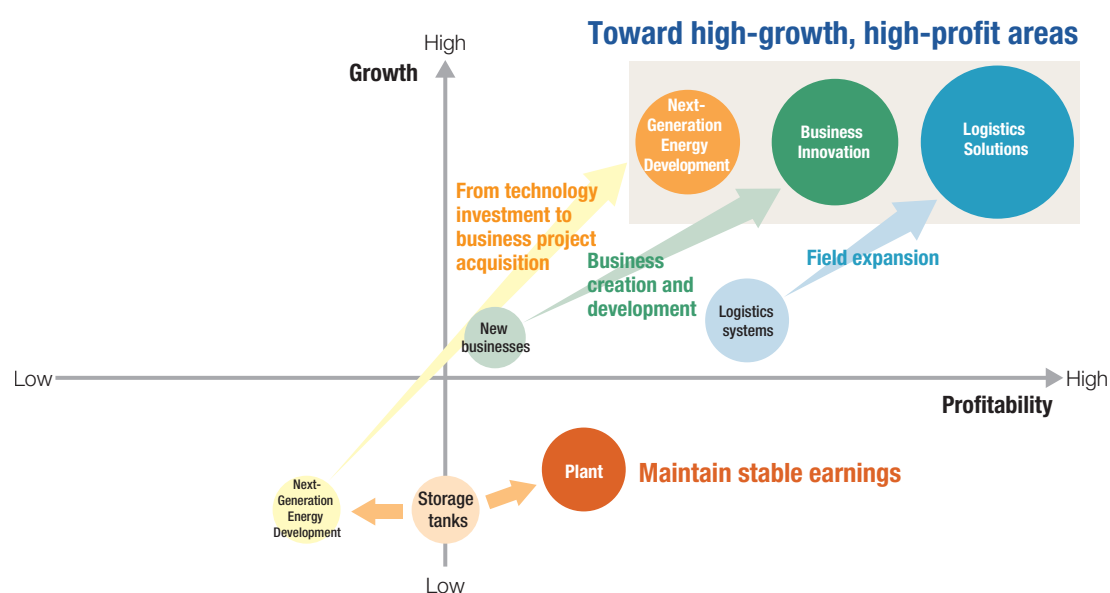 Toward high-growth, high-profit areas
High
Growth
Next-
Generation
Energy
Development
Business
Innovation
Logistics
Solutions
From technology
investment to
business project
acquisition
Business
creation and
development
Field expansion
New
businesses
Logistics
systems
Low
High
Profitability
Next-
Generation
Energy
Development
Storage
tanks
Plant
Maintain stable earnings
Low